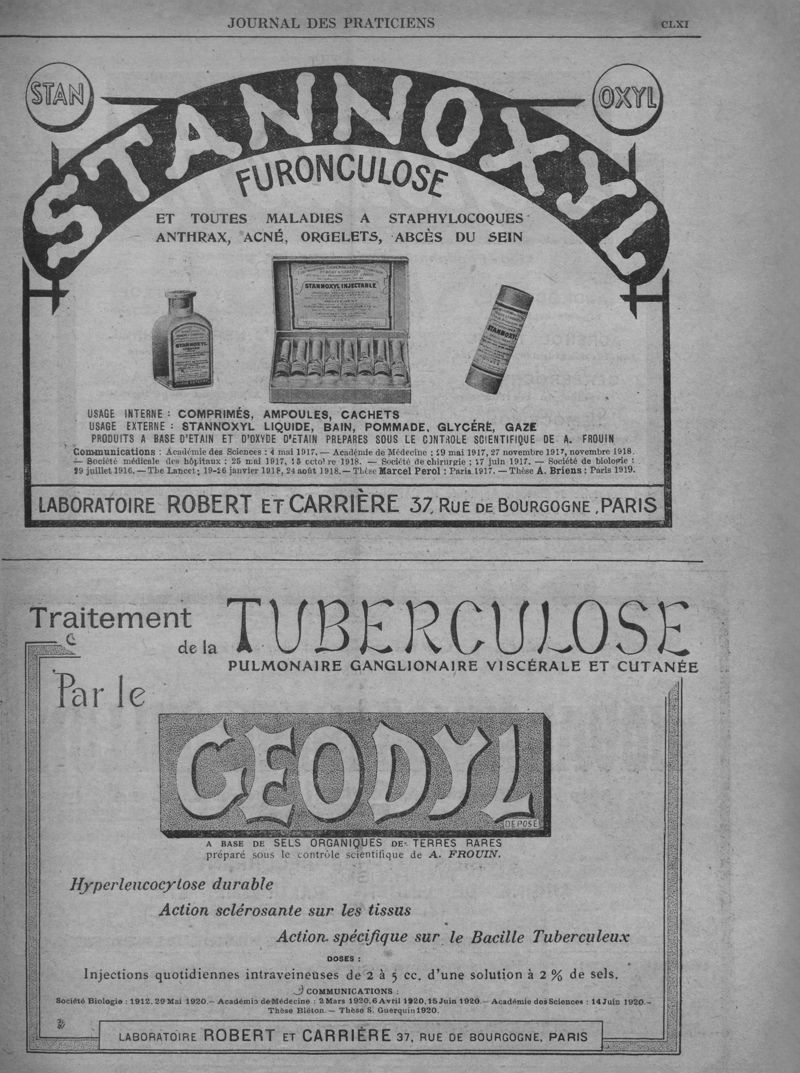 JOURNAL DES PRATICIENS CLXI
STAN
OXYL
STANNOXYL
FURONCULOSE
ET TOUTES MALADIES A STAPHYLOCOQUES
ANTHRAX, ACNÉ, ORGELETS, ABCÈS DU SEIN
STANNOXYL INJECTABLE
STANNOXYL
STANNOXYL
USAGE INTERNE : COMPRIMÉS, AMPOULES, CACHETS
USAGE EXTERNE : STANNOXYL LIQUIDE, BAIN, POMMADE, GLYCÉRÉ, GAZE
PRODUITS A BASE D'ETAIN ET D'OXYDE D'ETAIN PREPARES SOUS LE CONTROLE SCIENTIFIQUE DE A. FROUIN
Communications : Académie des Sciences : 4 mai 1917. — Académie de Médecine ; 29 mai 1917, 27 novembre 1917, novembre 1918.
— Société médicale des hôpitaux : 25 mai 1917, 15 octobre 1918. — Société de chirurgie ; 17 juin 1917. — Société de biologie :
29 juillet 1916. — The Lancet ; 19-26 janvier 1918, 24 août 1918. — Thèse Marcel Perol : Paris 1917. — Thèse A. Briens : Paris 1919.
LABORATOIRE ROBERT ET CARRIÈRE 37, RUE DE BOURGOGNE, PARIS
Traitement
de la TUBERCULOSE
PULMONAIRE GANGLIONAIRE VISCÉRALE ET CUTANÉE
Par le
GEODYL
DEPOSÉ
A BASE DE SELS ORGANIQUES DE TERRES RARES
préparé sous le contrôle scientifique de A. FROUIN.
Hyperleucocytose durable
Action sclérosante sur les tissus
Action spécifique sur le Bacille Tuberculeux
DOSES :
Injections quotidiennes intraveineuses de 2 à 5 cc. d'une solution à 2 % de sels.
COMMUNICATIONS :
Société Biologie : 1912, 29 Mai 1920. — Académie de Médecine : 2 Mars 1920, 6 Avril 1920, 15 Juin 1920. — Académie des Sciences : 14 Juin 1920. —
Thèse Bléton. — Thèse S. Guerquin 1920.
LABORATOIRE ROBERT ET CARRIÈRE 37, RUE DE BOURGOGNE, PARIS